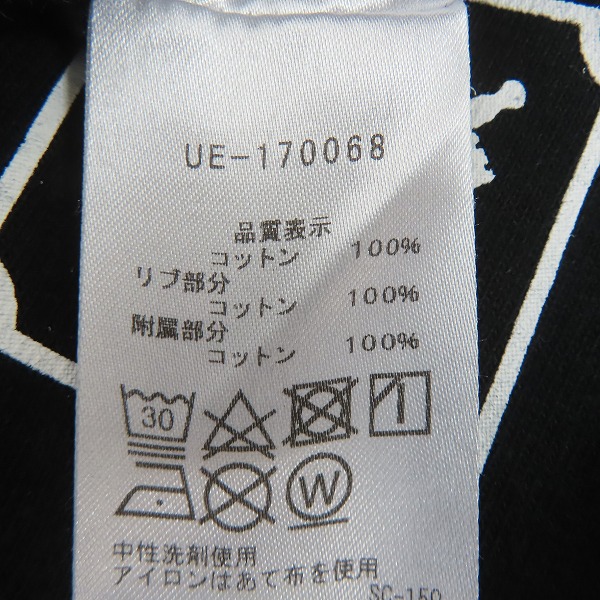 UE-170068
品質表示
コットン 100%
リブ部分
コットン 100%
附属部分
コットン 100%
30
W
中性洗剤使用
アイロンはあて布を使用
SC-150